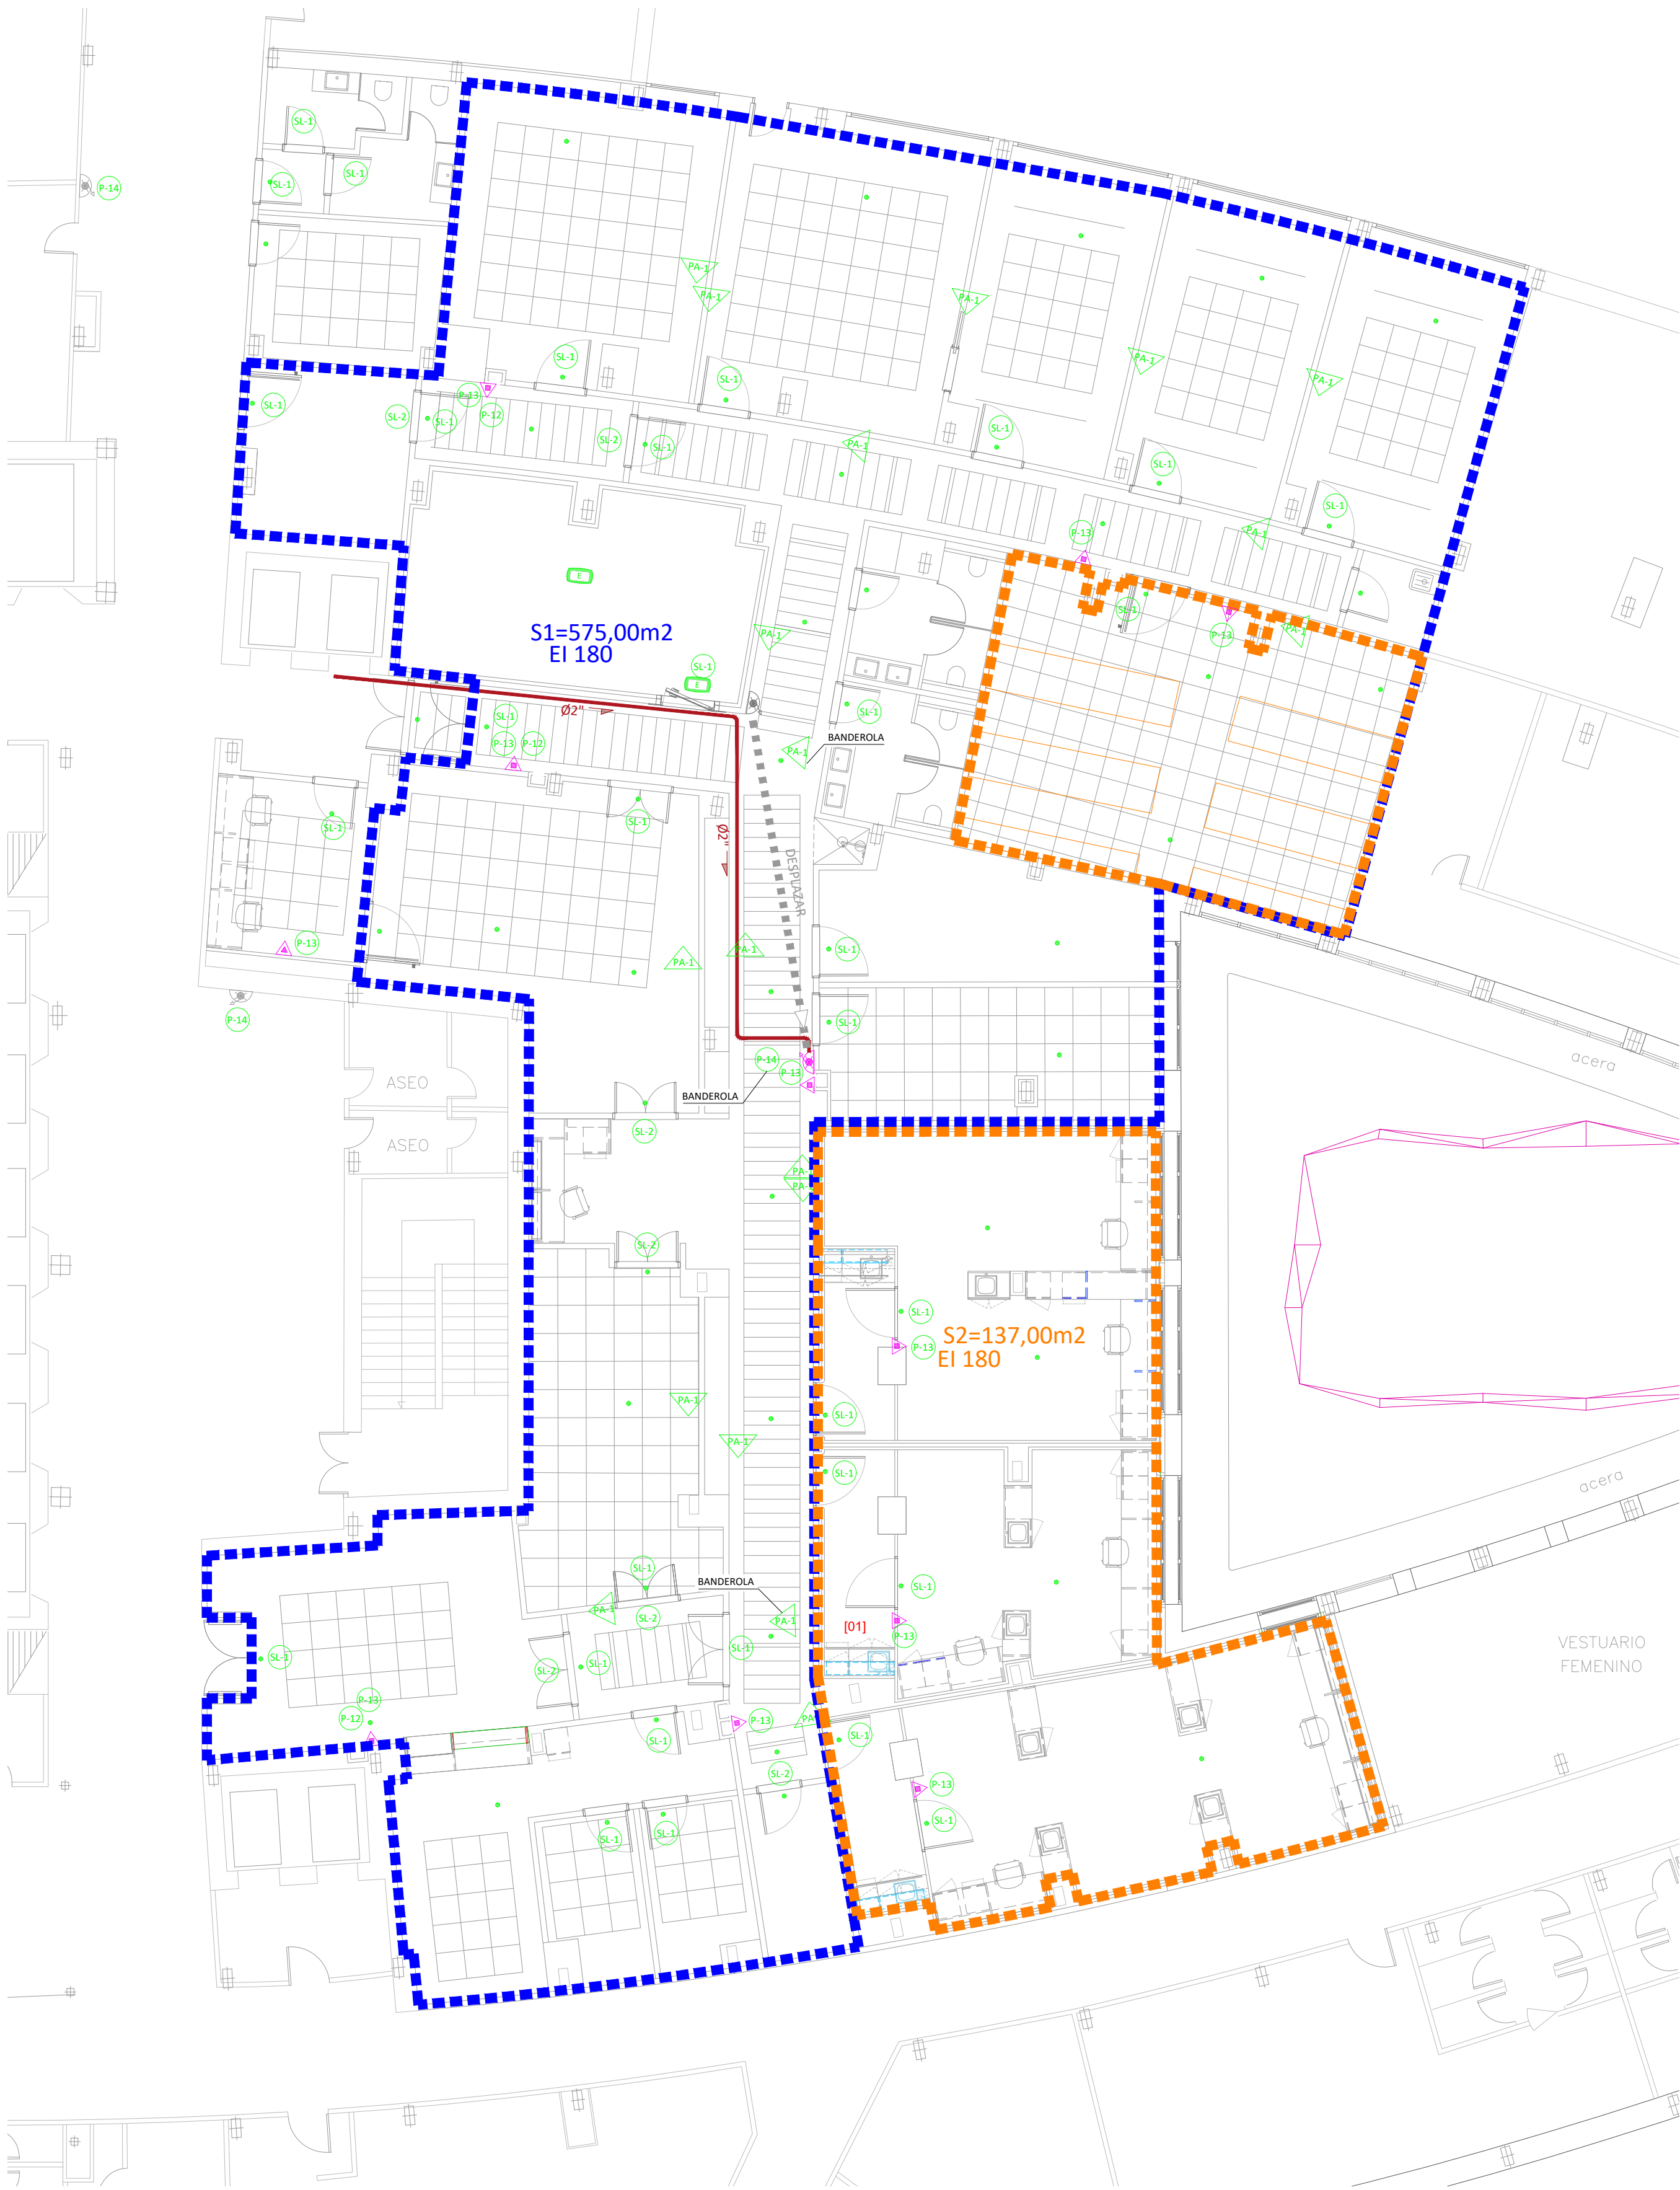 SL-1
SL-1
SL-1
P-14
PA-1
PA-1
PA-1
PA-1
PA-1
SL-1
SL-1
SL-1
P-13
P-12
SL-2
SL-1
SL-2
SL-1
SL-1
PA-1
SL-1
SL-1
P-13
PA-1
E
S1=575,00m2
EI 180
PA-1
SL-1
P-13
PA-1
SL-1
E
Ø2"
SL-1
SL-1
P-13
P-12
BANDEROLA
PA-1
SL-1
SL-1
Ø2"
DESPLAZAR
P-13
PA-1
PA-1
SL-1
P-14
SL-1
acera
P-14
P-13
ASEO
BANDEROLA
SL-2
ASEO
PA-
PA-
SL-2
SL-1
S2=137,00m2
P-13
EI 180
PA-1
SL-1
PA-1
SL-1
acera
SL-1
BANDEROLA
SL-1
PA-1
SL-2
PA-1
[01]
P-13
VESTUARIO
FEMENINO
SL-1
SL-2
SL-1
SL-1
P-13
P-12
P-13
PA-
SL-1
SL-1
SL-2
P-13
SL-1
SL-1
SL-1